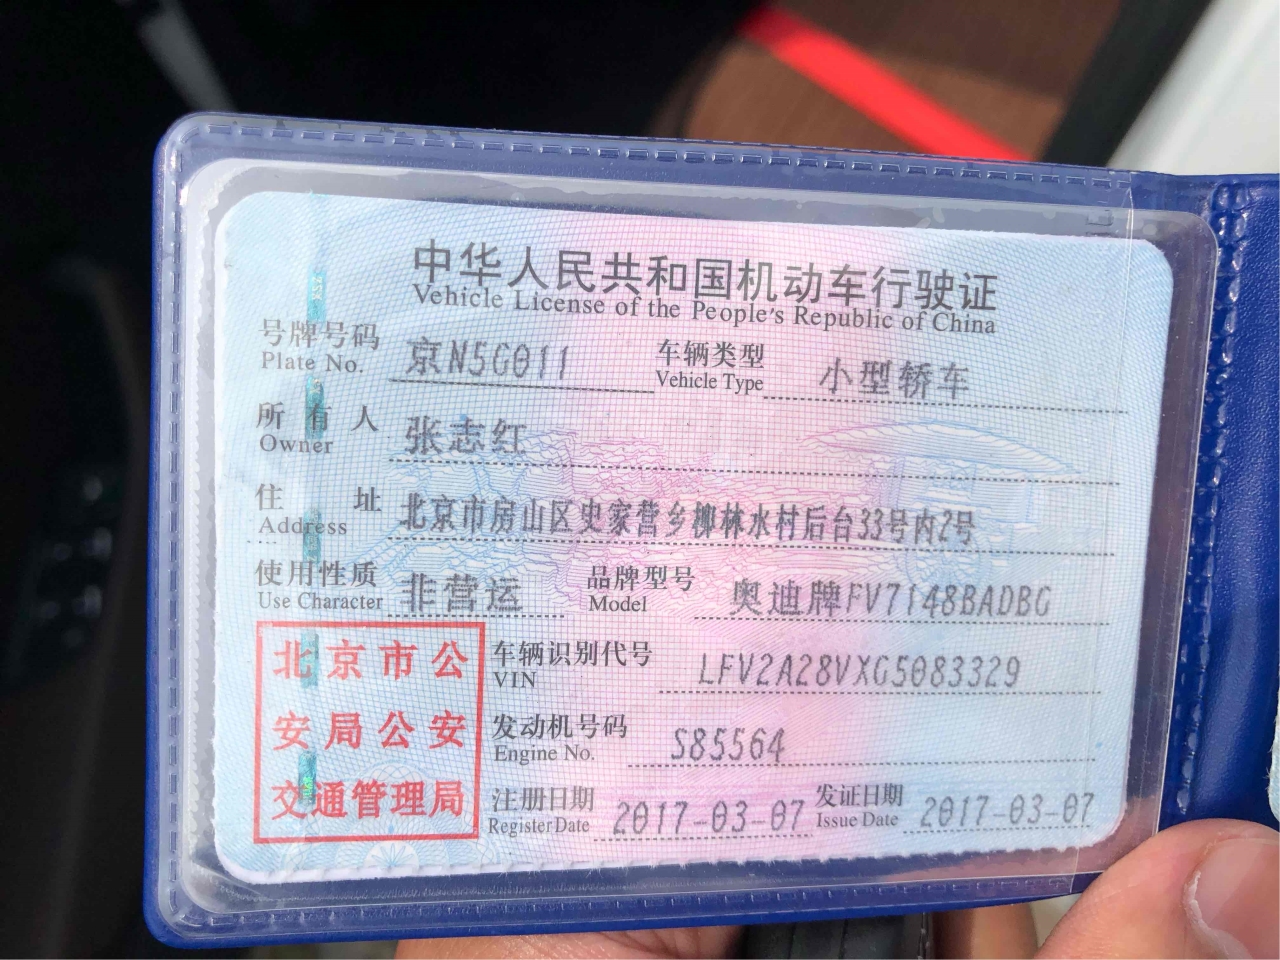 中华人民共和国机动车行驶证
Vehicle License of the People's Republic of China
号牌号码 京N5G011 车辆类型 小型轿车
Plate No. Vehicle Type
所有人 张志红
Owner
住址 北京市房山区史家营乡柳林水村后台33号内2号
Address
使用性质 非营运 品牌型号 奥迪牌FV7148BADBG
Use Character Model
北京市公
安局公安
交通管理局
车辆识别代号 LFV2A28VXG5083329
VIN
发动机号码 S85564
Engine No.
注册日期 2017-03-07 发证日期 2017-03-07
Register Date Issue Date